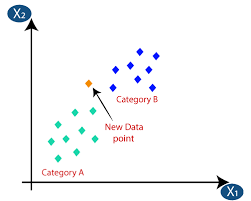 X2
Category B
New Data
point
Category A
X1